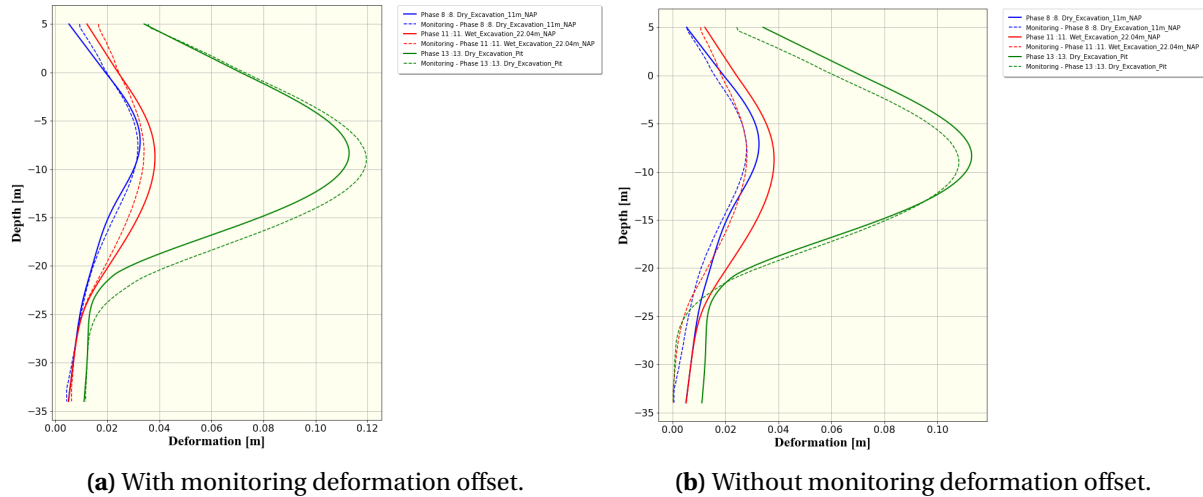 Phase 8 :8. Dry_Excavation_11m_NAP
Monitoring - Phase 8 :8. Dry_Excavation_11m_NAP
Phase 11 :11. Wet_Excavation_22.04m_NAP
Monitoring - Phase 11 :11. Wet_Excavation_22.04m_NAP
Phase 13 :13. Dry_Excavation_Pit
Monitoring - Phase 13 :13. Dry_Excavation_Pit
5
0
−5
−10
−15
−20
−25
−30
−35
Depth [m]
0.00 0.02 0.04 0.06 0.08 0.10 0.12
Deformation [m]
(a) With monitoring deformation offset.
Phase 8 :8. Dry_Excavation_11m_NAP
Monitoring - Phase 8 :8. Dry_Excavation_11m_NAP
Phase 11 :11. Wet_Excavation_22.04m_NAP
Monitoring - Phase 11 :11. Wet_Excavation_22.04m_NAP
Phase 13 :13. Dry_Excavation_Pit
Monitoring - Phase 13 :13. Dry_Excavation_Pit
5
0
−5
−10
−15
−20
−25
−30
−35
Depth [m]
0.00 0.02 0.04 0.06 0.08 0.10
Deformation [m]
(b) Without monitoring deformation offset.